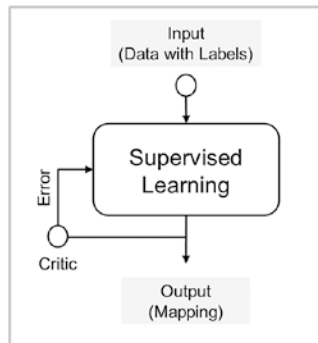 Input
(Data with Labels)
Supervised
Learning
Error
Critic
Output
(Mapping)